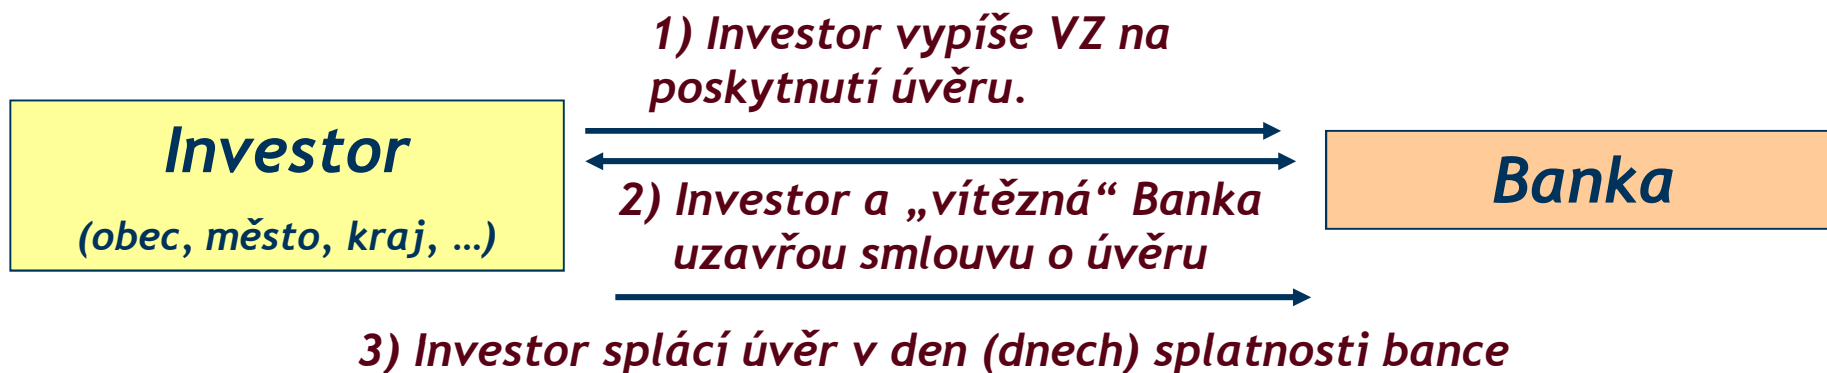 1) Investor vypíše VZ na
poskytnutí úvěru.
Investor
(obec, město, kraj, …)
Banka
2) Investor a „vítězná“ Banka
uzavřou smlouvu o úvěru
3) Investor splácí úvěr v den (dnech) splatnosti bance